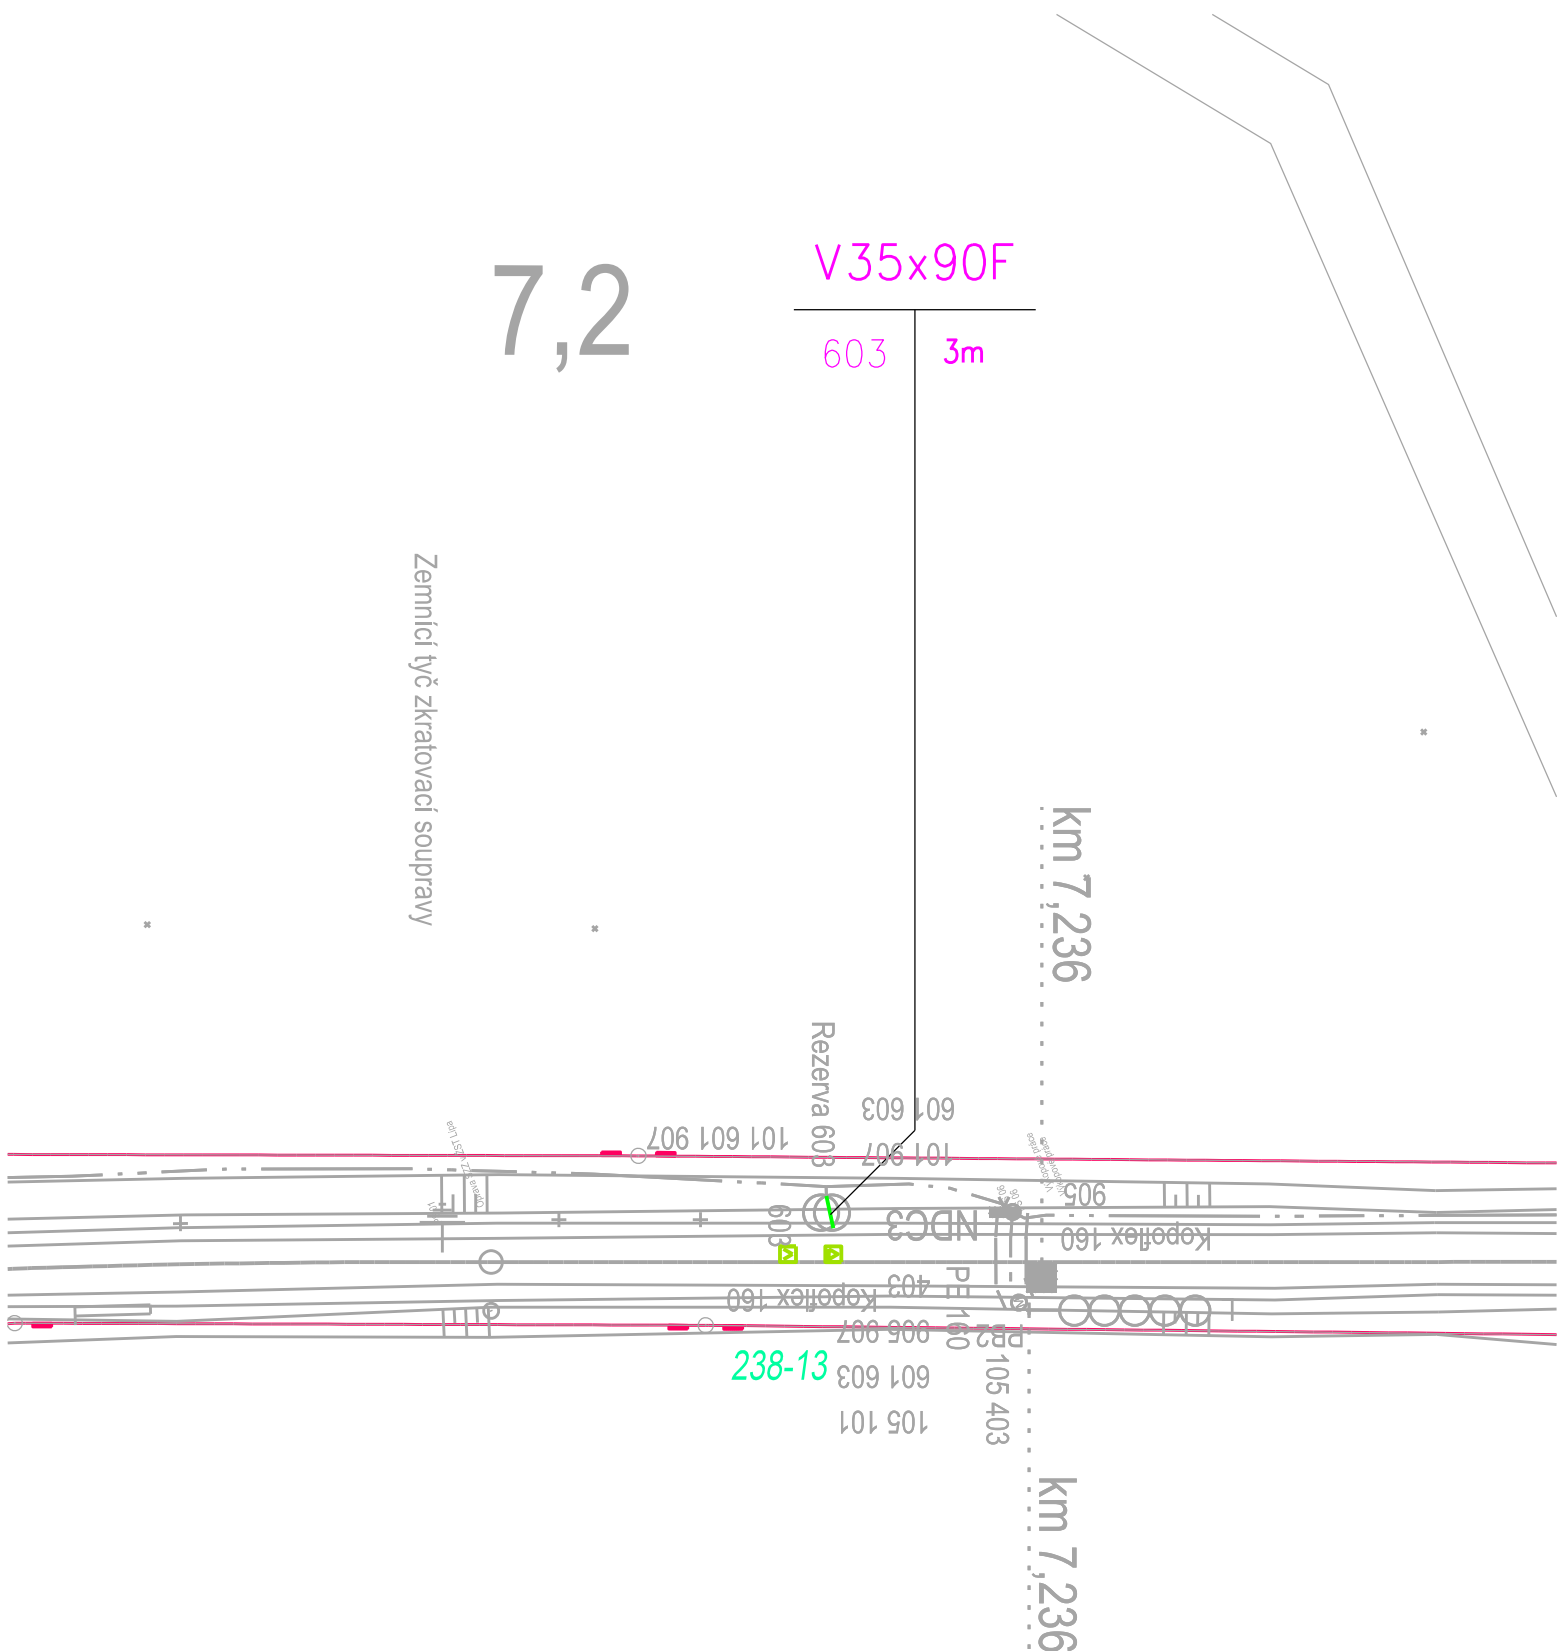 V35x90F
7,2
603
3m
Zemnící tyč zkratovací soupravy
km 7,236
Rezerva 603
601 603
101 601 907
101 907
905
603
NDC3
Kopoflex 160
403
PE 160
Kopoflex 160
905 907
238-13
601 603
105 403
105 101
km 7,236